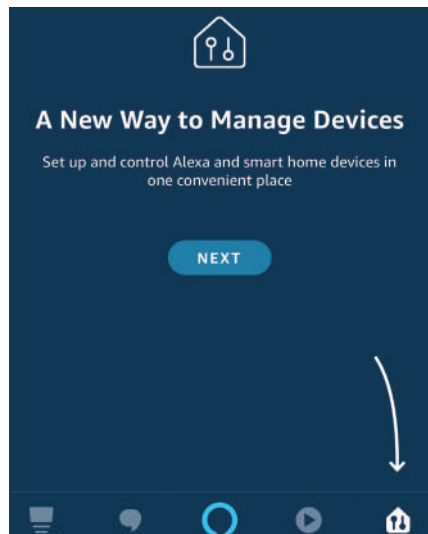 A New Way to Manage Devices
Set up and control Alexa and smart home devices in
one convenient place
NEXT